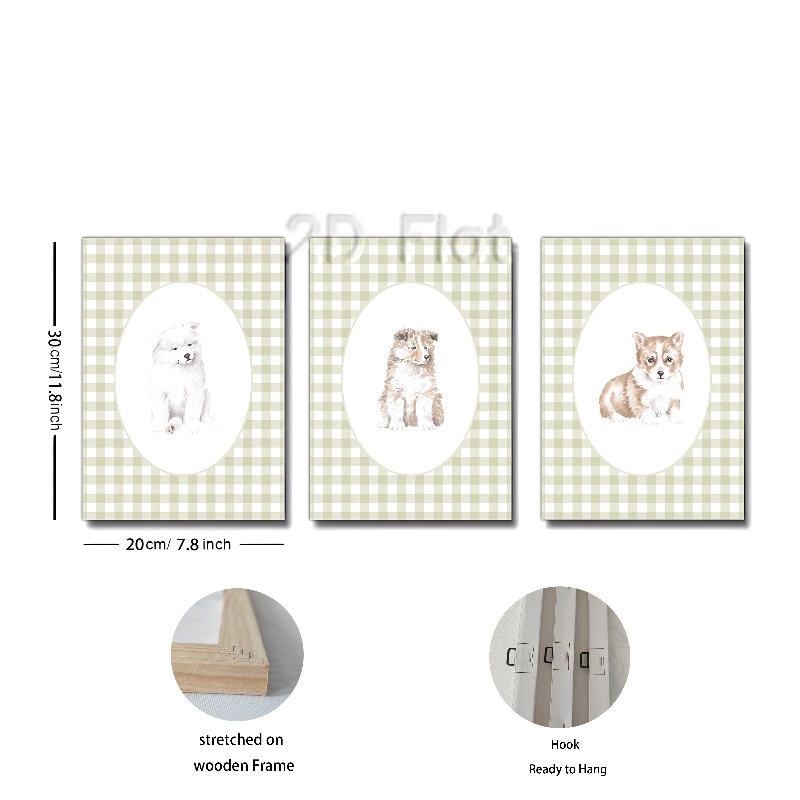 2D Flat
30cm/11.8inch
20cm/ 7.8 inch
stretched on
wooden Frame
Hook
Ready to Hang